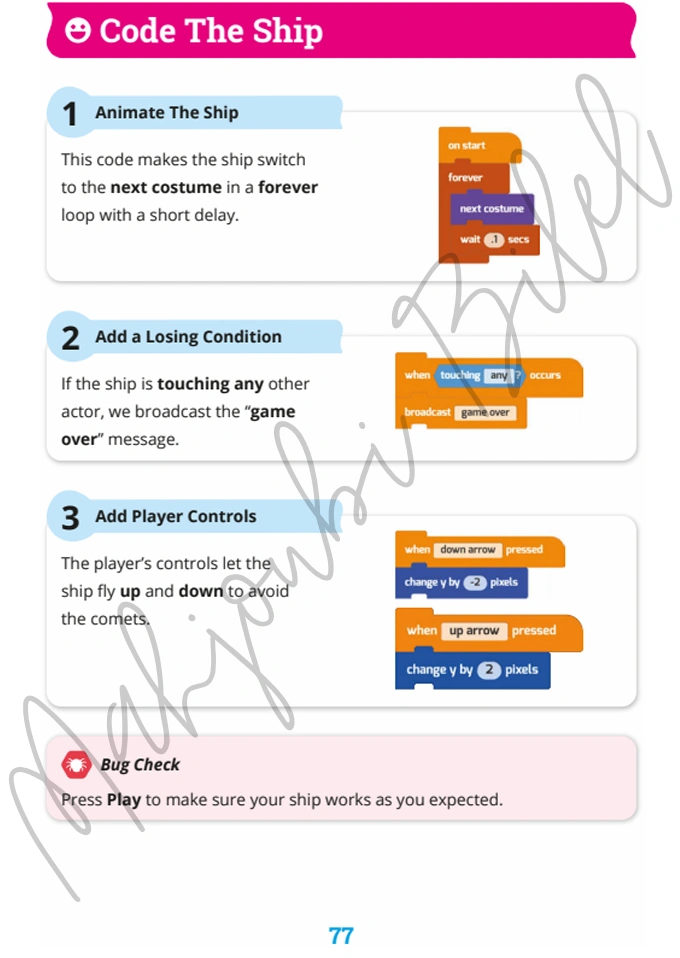 Code The Ship
1 Animate The Ship
This code makes the ship switch
to the next costume in a forever
loop with a short delay.
on start
forever
next costume
wait .1 secs
2 Add a Losing Condition
If the ship is touching any other
actor, we broadcast the “game
over” message.
when touching any ? occurs
broadcast game over
3 Add Player Controls
The player’s controls let the
ship fly up and down to avoid
the comets.
when down arrow pressed
change y by -2 pixels
when up arrow pressed
change y by 2 pixels
Bug Check
Press Play to make sure your ship works as you expected.
77
Mahjoubi Bilel